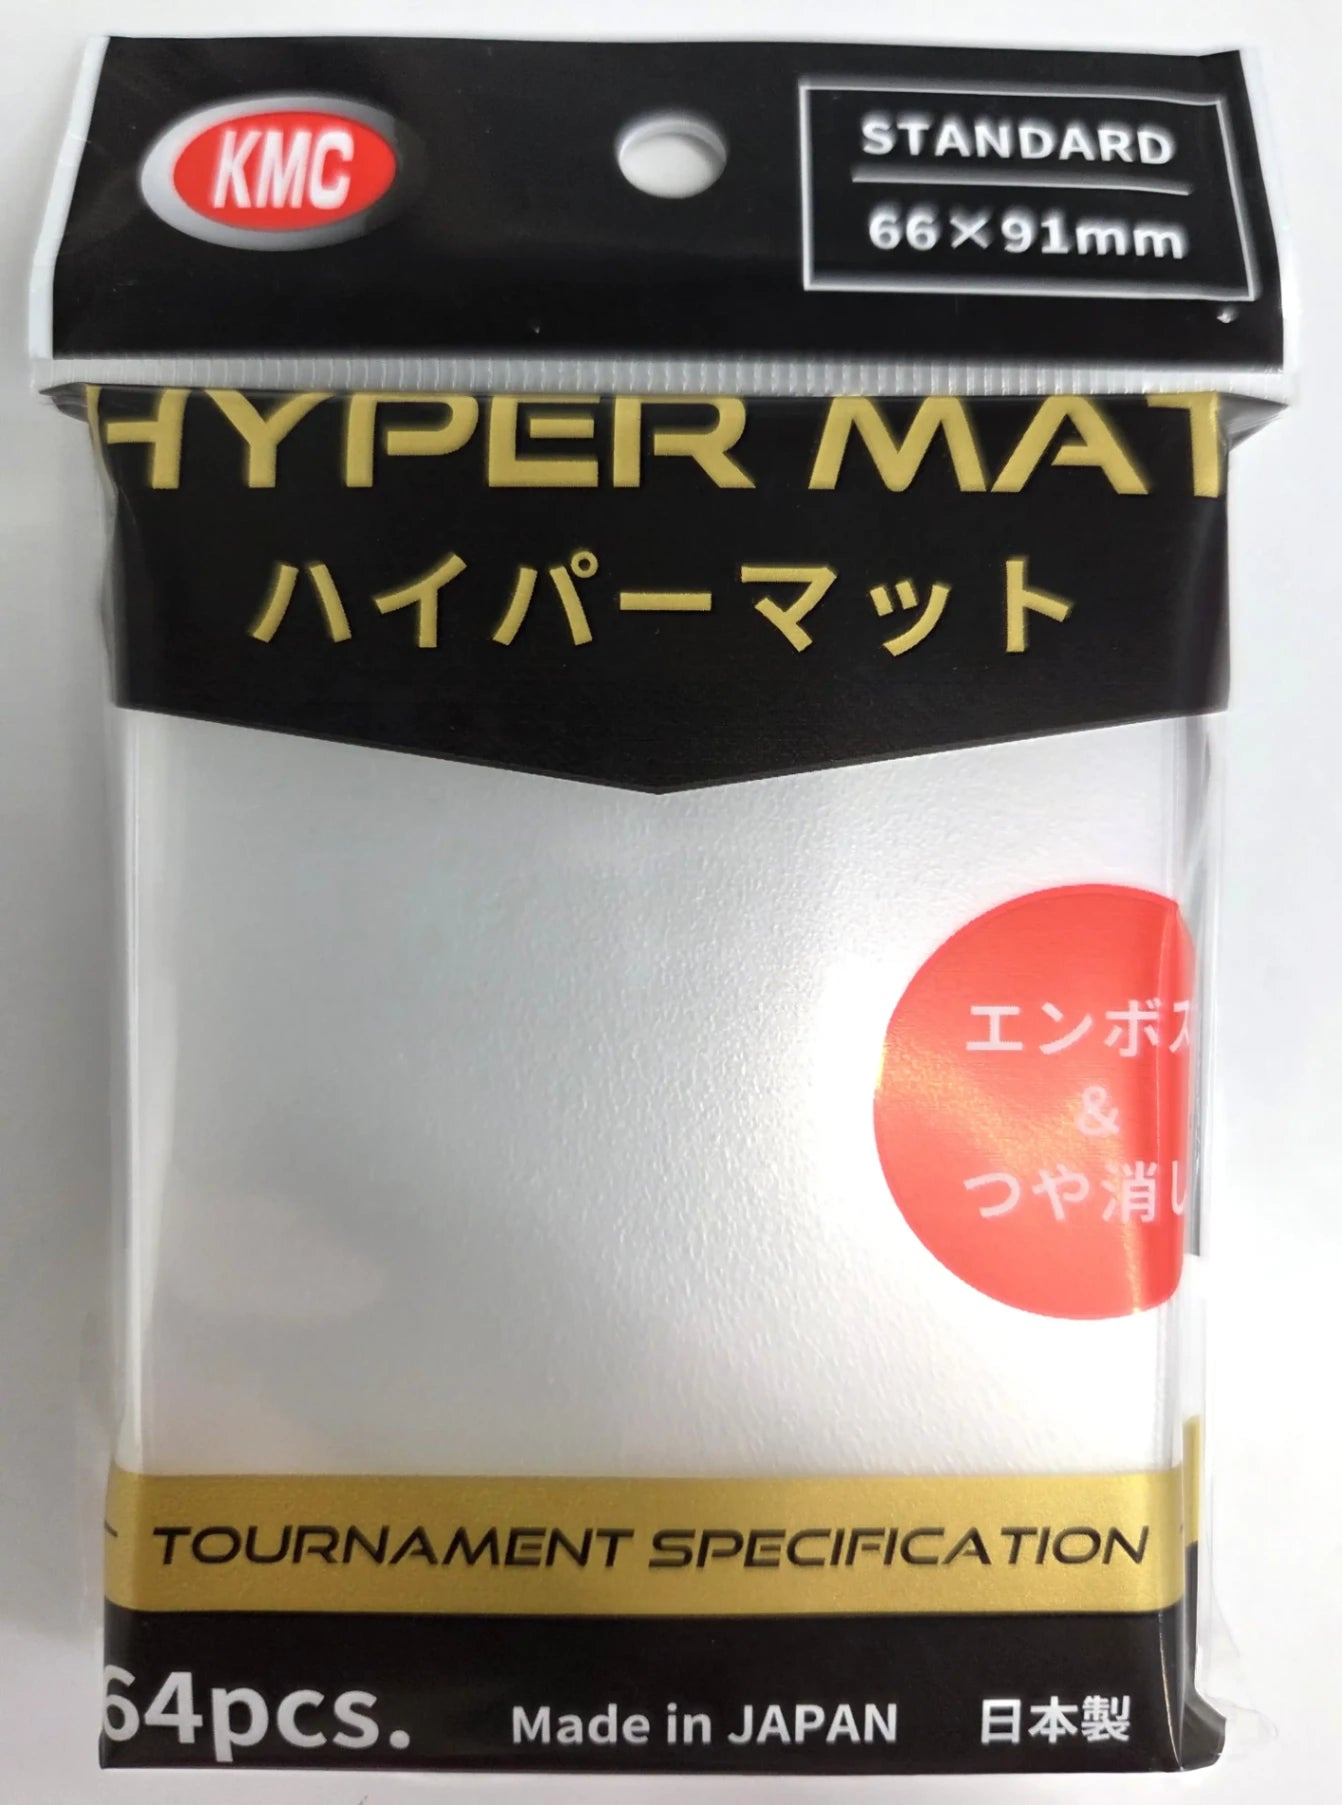 KMC
STANDARD
66×91mm
HYPER MAT
ハイパーマット
エンボス
&
つや消し
TOURNAMENT SPECIFICATION
64pcs.
Made in JAPAN
日本製